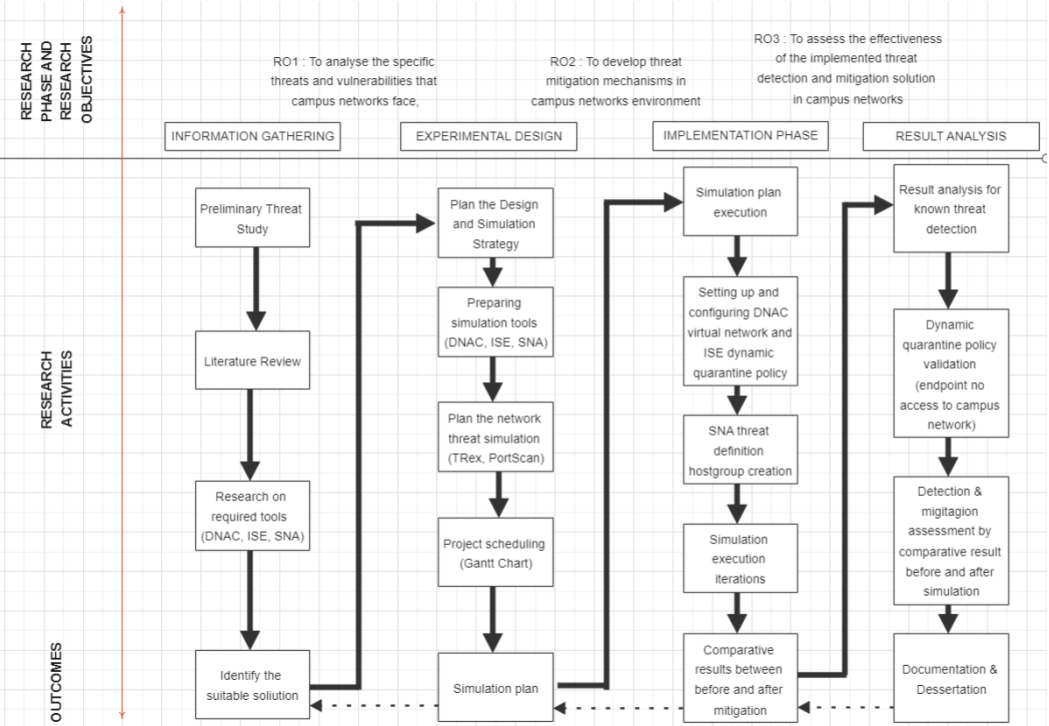 RESEARCH
PHASE AND
RESEARCH
OBJECTIVES
RO1 : To analyse the specific
threats and vulnerabilities that
campus networks face,
RO2 : To develop threat
mitigation mechanisms in
campus networks environment
RO3 : To assess the effectiveness
of the implemented threat
detection and mitigation solution
in campus networks
INFORMATION GATHERING
EXPERIMENTAL DESIGN
IMPLEMENTATION PHASE
RESULT ANALYSIS
RESEARCH
ACTIVITIES
Preliminary Threat
Study
Literature Review
Research on
required tools
(DNAC, ISE, SNA)
Plan the Design
and Simulation
Strategy
Preparing
simulation tools
(DNAC, ISE, SNA)
Plan the network
threat simulation
(TRex, PortScan)
Project scheduling
(Gantt Chart)
Simulation plan
execution
Setting up and
configuring DNAC
virtual network and
ISE dynamic
quarantine policy
SNA threat
definition
hostgroup creation
Simulation
execution
iterations
Result analysis for
known threat
detection
Dynamic
quarantine policy
validation
(endpoint no
access to campus
network)
Detection &
migitagion
assessment by
comparative result
before and after
simulation
OUTCOMES
Identify the
suitable solution
Simulation plan
Comparative
results between
before and after
mitigation
Documentation &
Dessertation